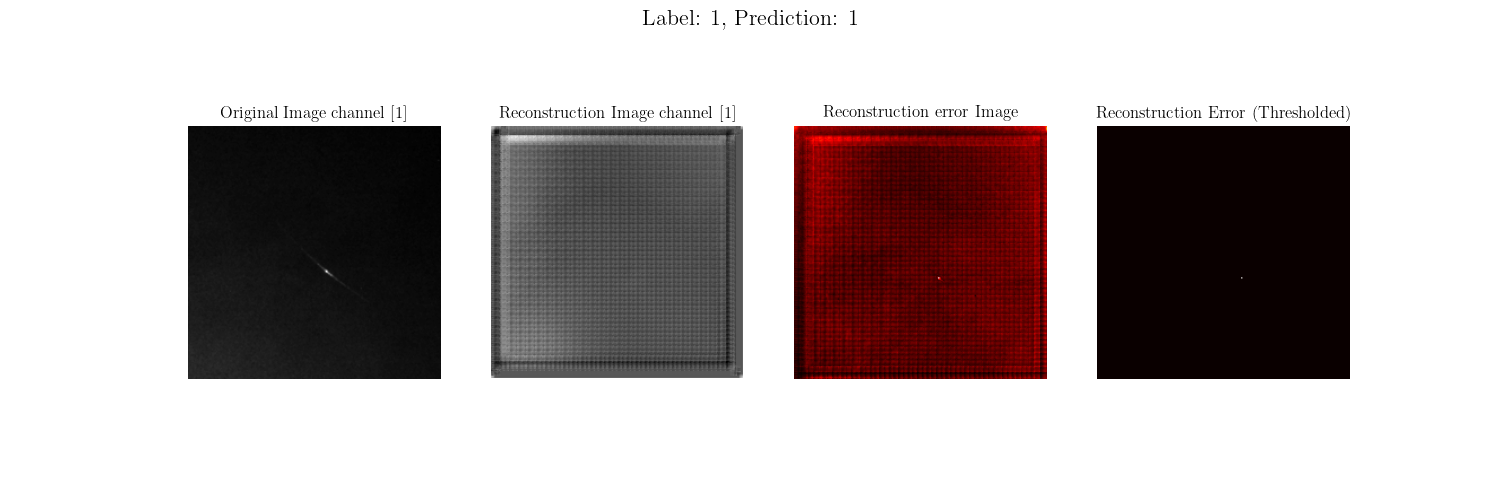 Label: 1, Prediction: 1
Original Image channel [1]
Reconstruction Image channel [1]
Reconstruction error Image
Reconstruction Error (Thresholded)